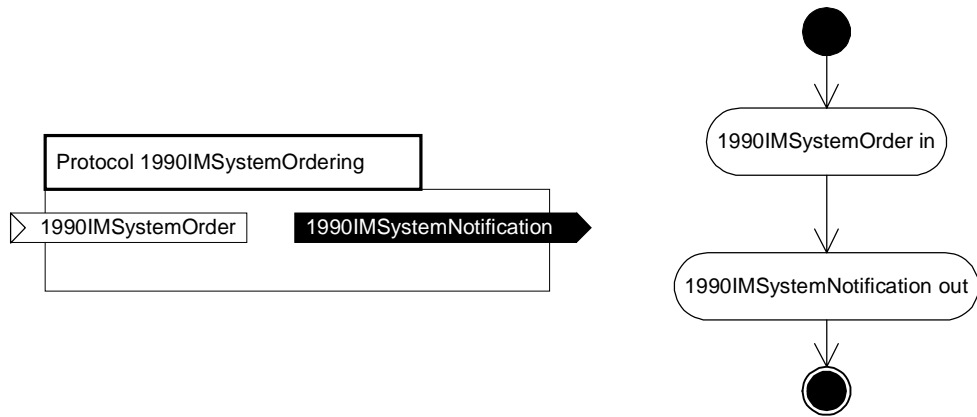 Protocol 1990IMSystemOrdering
1990IMSystemOrder
1990IMSystemNotification
1990IMSystemOrder in
1990IMSystemNotification out